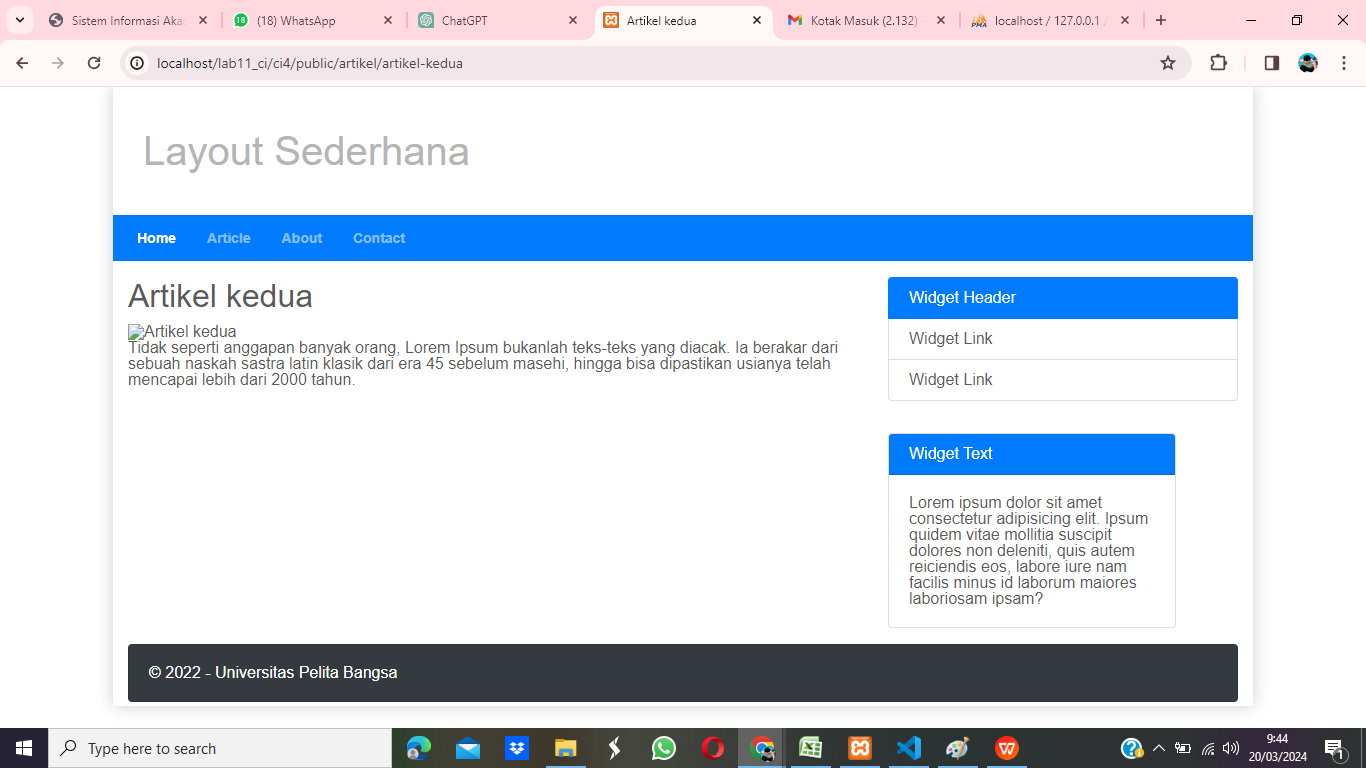 Sistem Informasi Aka
(18) WhatsApp
ChatGPT
Artikel kedua
Kotak Masuk (2.132) -
localhost / 127.0.0.1 /
localhost/lab11_ci/ci4/public/artikel/artikel-kedua
Layout Sederhana
Home Article About Contact
Artikel kedua
Artikel kedua
Tidak seperti anggapan banyak orang, Lorem Ipsum bukanlah teks-teks yang diacak. Ia berakar dari
sebuah naskah sastra latin klasik dari era 45 sebelum masehi, hingga bisa dipastikan usianya telah
mencapai lebih dari 2000 tahun.
Widget Header
Widget Link
Widget Link
Widget Text
Lorem ipsum dolor sit amet
consectetur adipisicing elit. Ipsum
quidem vitae mollitia suscipit
dolores non deleniti, quis autem
reiciendis eos, labore iure nam
facilis minus id laborum maiores
laboriosam ipsam?
© 2022 - Universitas Pelita Bangsa
Type here to search
9:44
20/03/2024
1